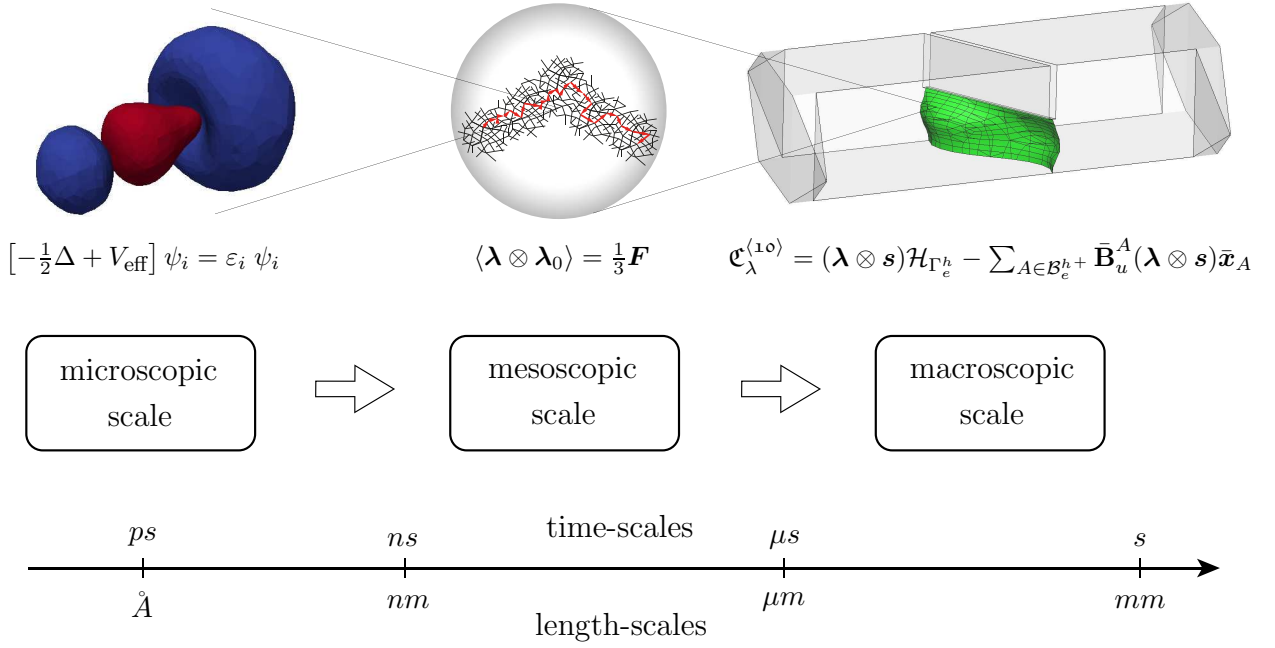 [−½Δ + V_eff] ψ_i = ε_i ψ_i
⟨λ ⊗ λ_0⟩ = ⅓F
ℭ_λ^⟨10⟩ = (λ ⊗ s)ℋ_{Γ_e^h} − ∑_{A∈ℬ_e^{h+}} B̄_u^A(λ ⊗ s)x̄_A
microscopic
scale
mesoscopic
scale
macroscopic
scale
time-scales
ps
ns
μs
s
Å
nm
μm
mm
length-scales